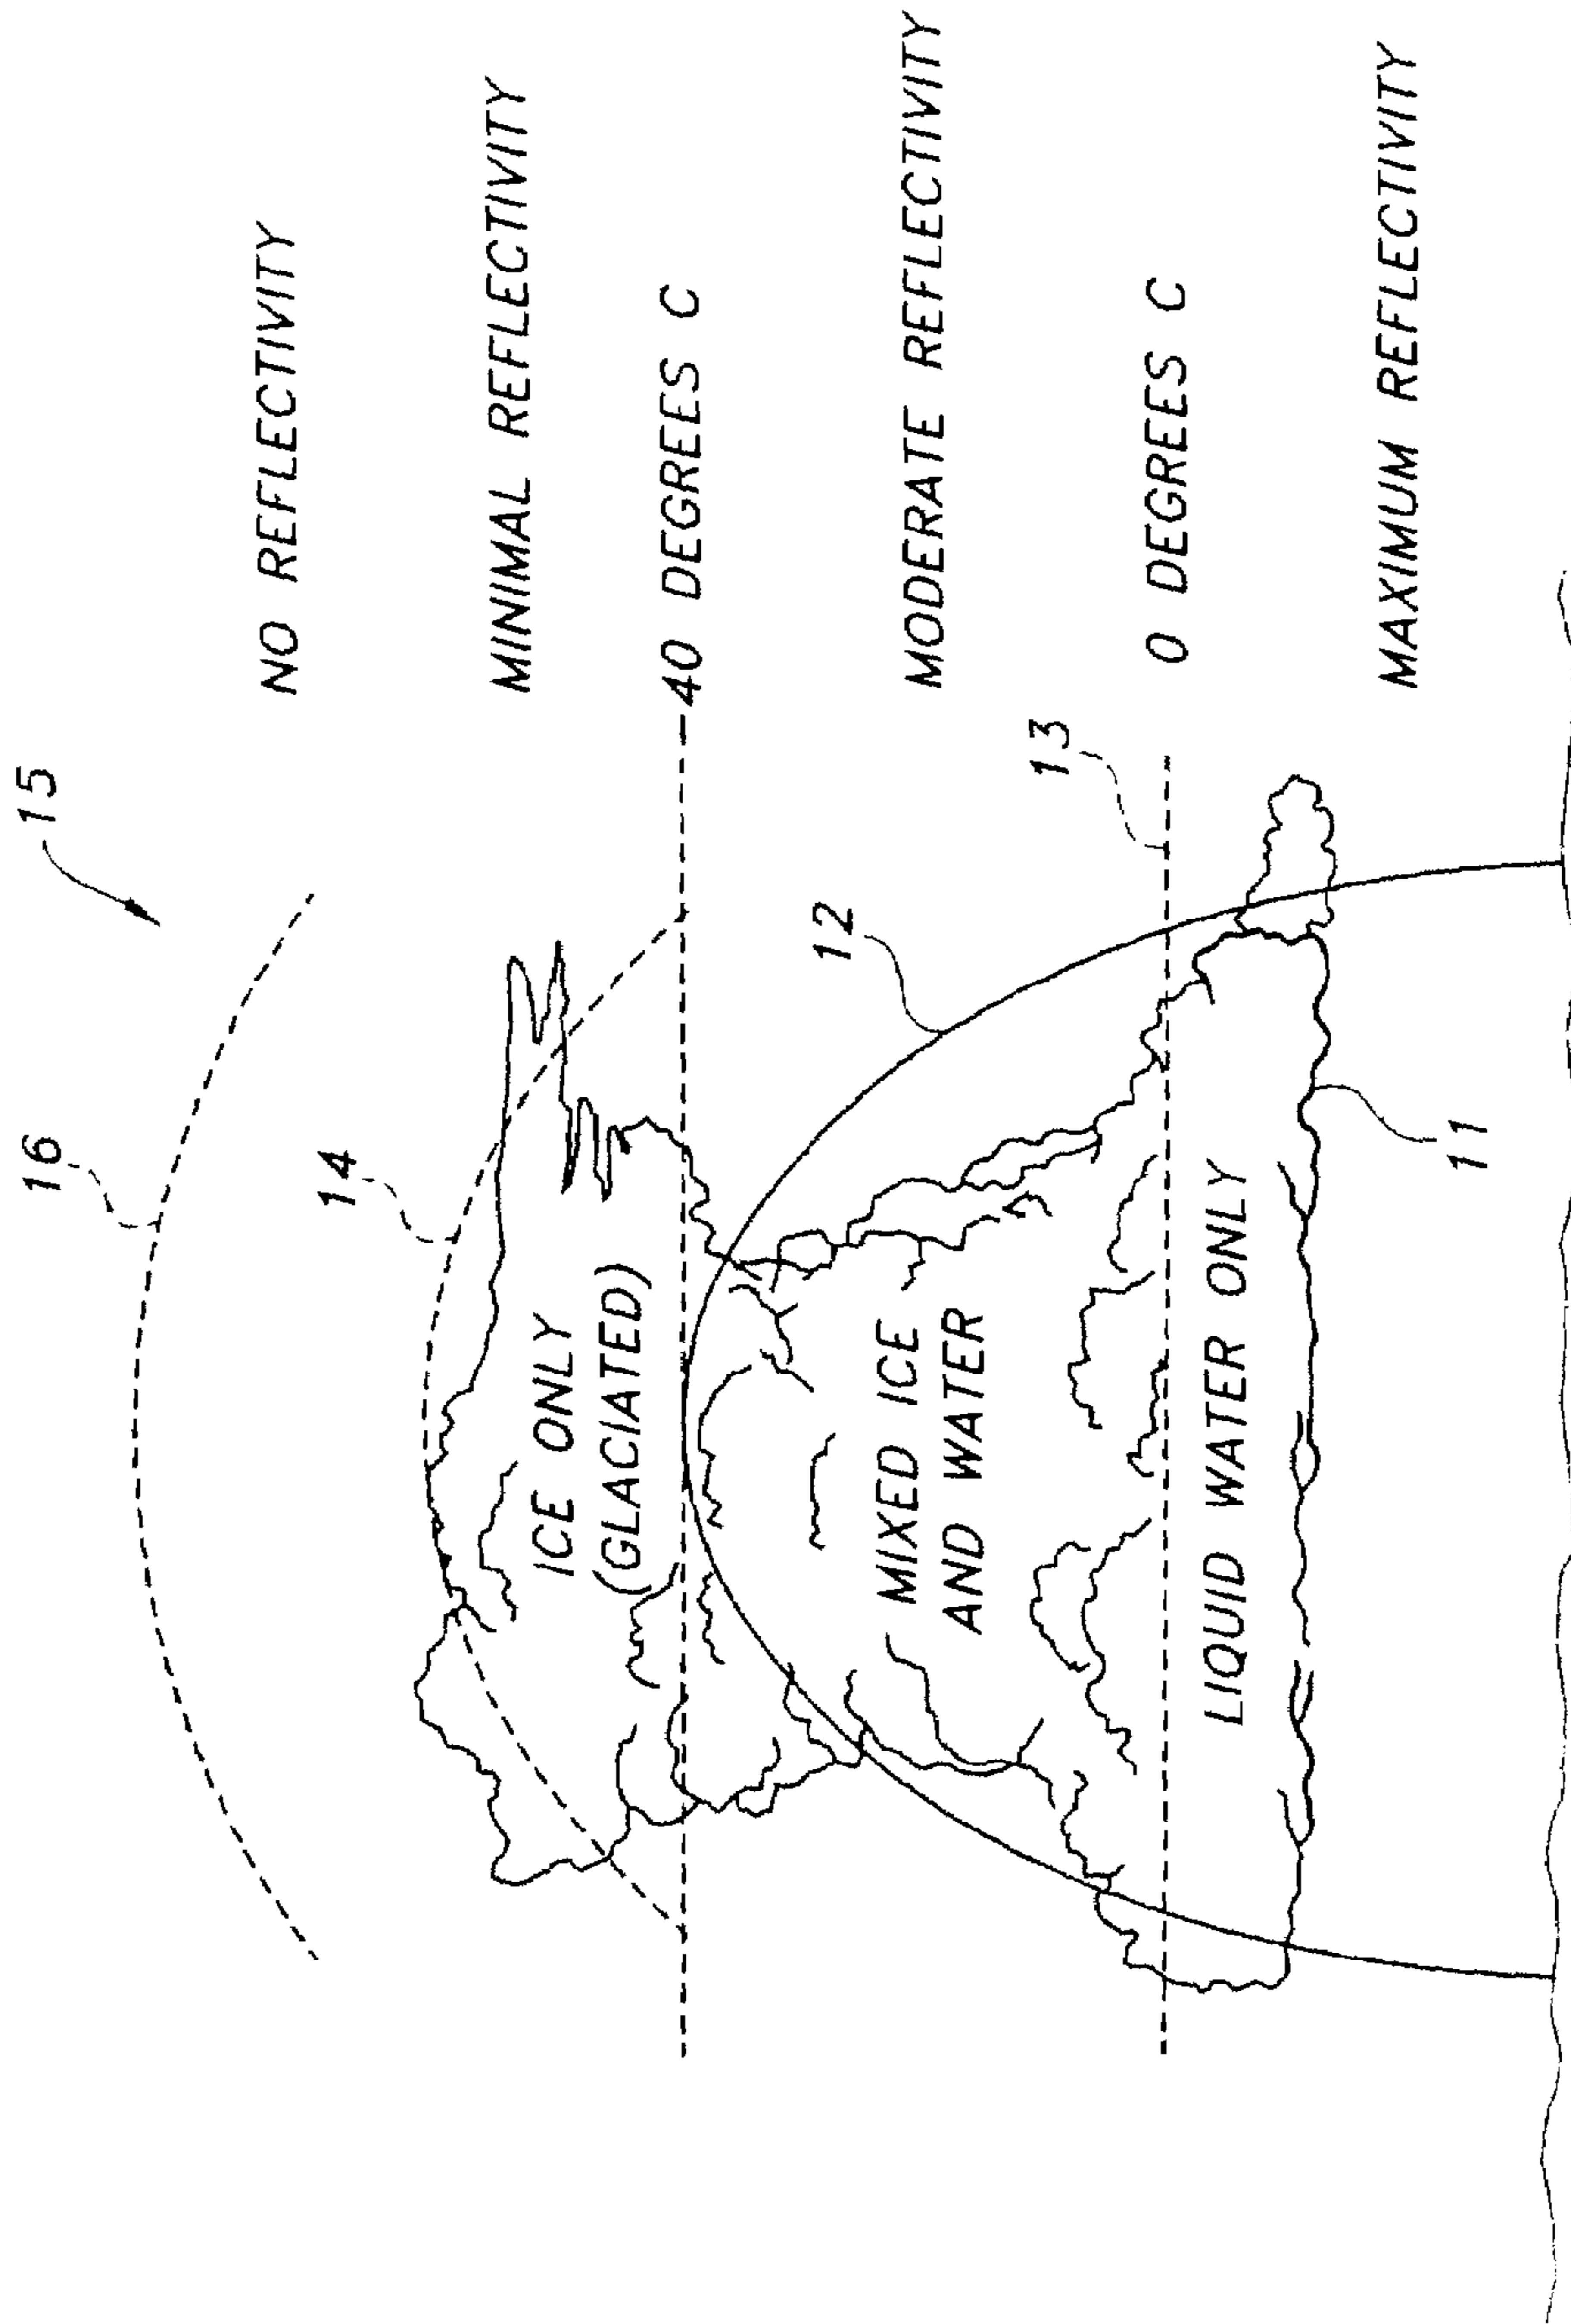 16
15
NO REFLECTIVITY
14
MINIMAL REFLECTIVITY
ICE ONLY
(GLACIATED)
-40 DEGREES C
12
MIXED ICE
AND WATER
MODERATE REFLECTIVITY
13
0 DEGREES C
LIQUID WATER ONLY
MAXIMUM REFLECTIVITY
11